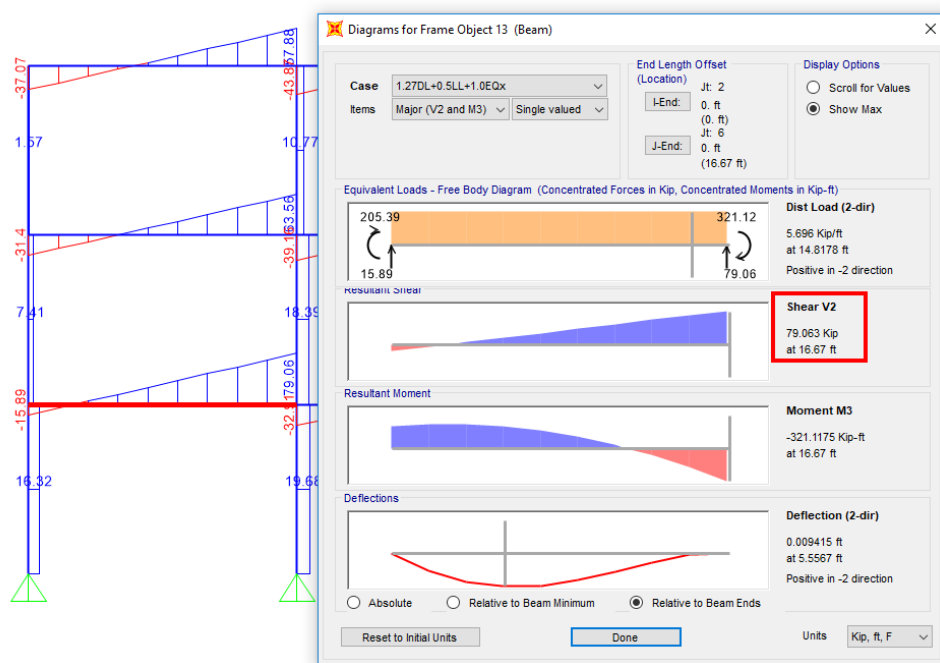 -37.07
57.88
-43.87
1.57
10.77
-31.4
63.56
-39.16
7.41
18.39
-15.89
79.06
16.32
19.68
Diagrams for Frame Object 13 (Beam)
Case
1.27DL+0.5LL+1.0EQx
Items
Major (V2 and M3)
Single valued
End Length Offset
(Location)
I-End:
Jt: 2
0. ft
(0. ft)
J-End:
Jt: 6
0. ft
(16.67 ft)
Display Options
Scroll for Values
Show Max
Equivalent Loads - Free Body Diagram (Concentrated Forces in Kip, Concentrated Moments in Kip-ft)
205.39
321.12
15.89
79.06
Dist Load (2-dir)
5.696 Kip/ft
at 14.8178 ft
Positive in -2 direction
Resultant Shear
Shear V2
79.063 Kip
at 16.67 ft
Resultant Moment
Moment M3
-321.1175 Kip-ft
at 16.67 ft
Deflections
Deflection (2-dir)
0.009415 ft
at 5.5567 ft
Positive in -2 direction
Absolute
Relative to Beam Minimum
Relative to Beam Ends
Reset to Initial Units
Done
Units
Kip, ft, F